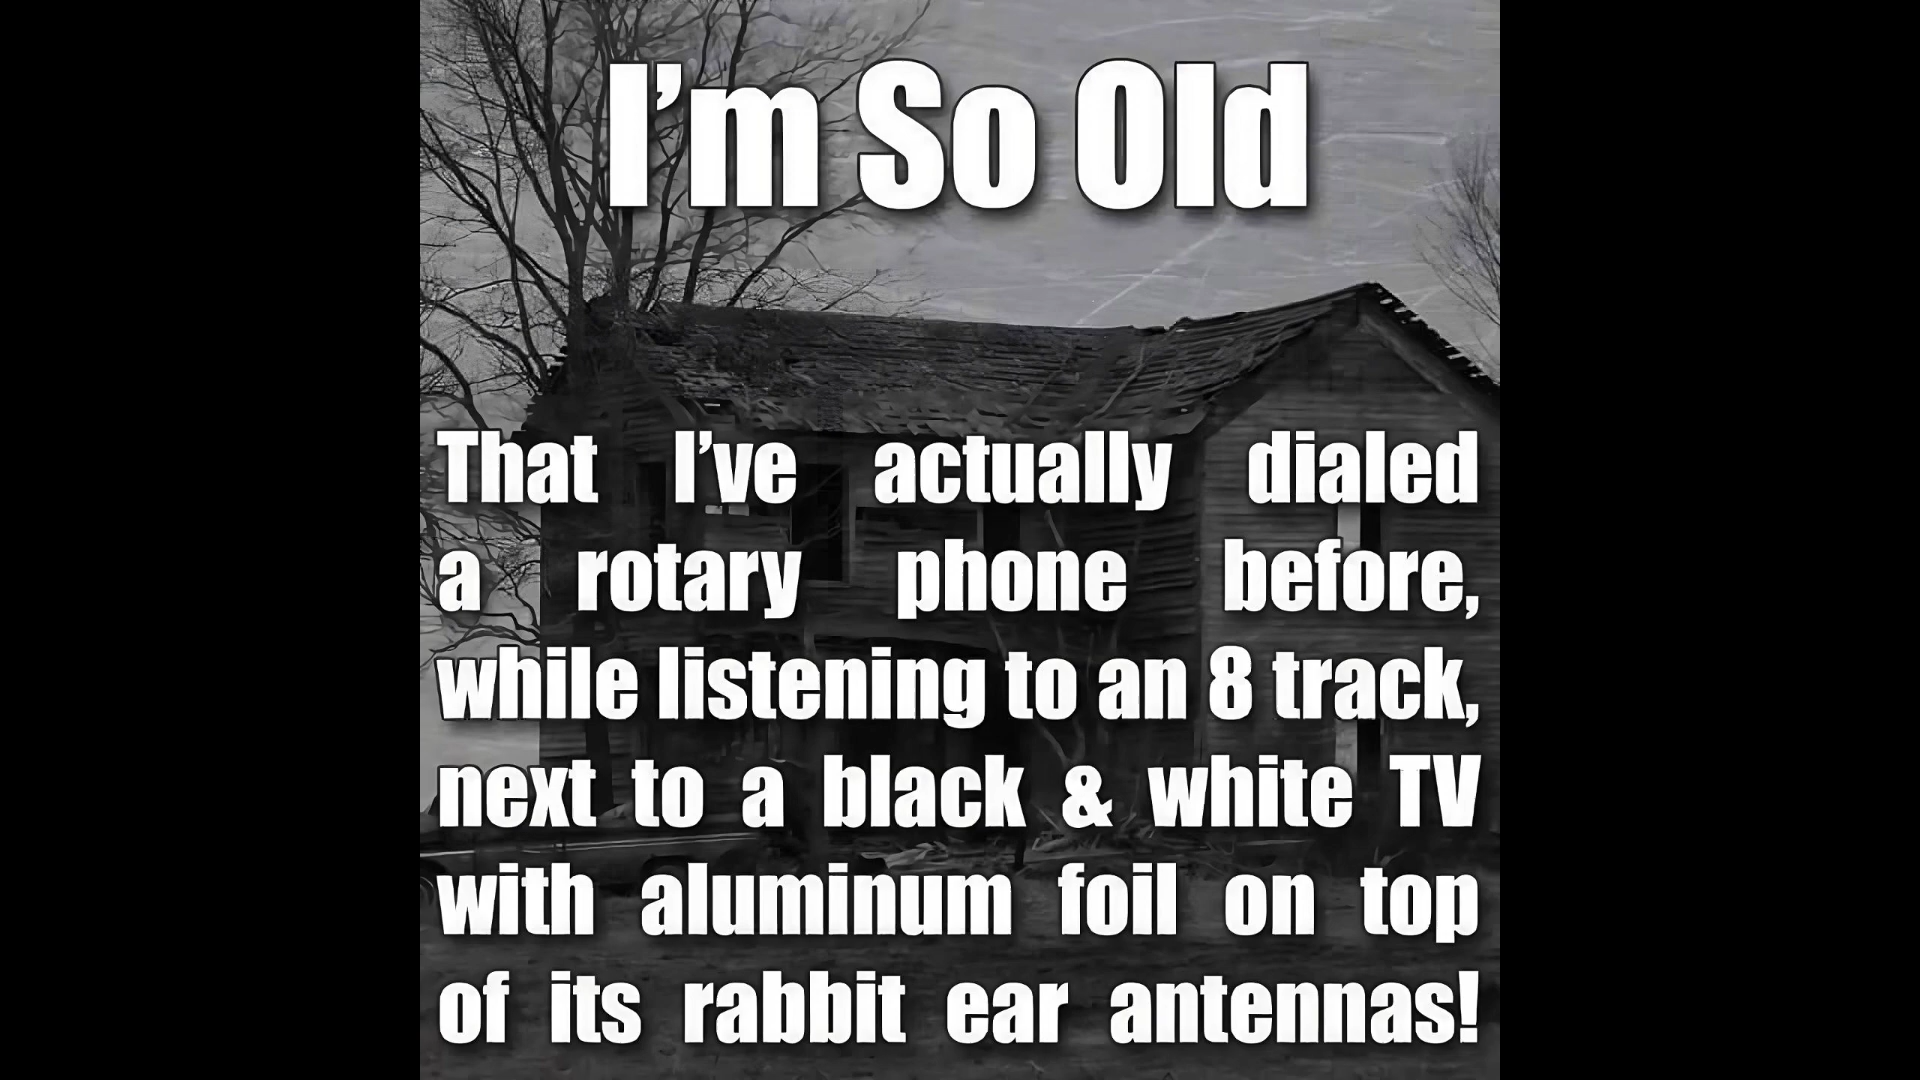 I'm So Old
That I've actually dialed
a rotary phone before,
while listening to an 8 track,
next to a black & white TV
with aluminum foil on top
of its rabbit ear antennas!